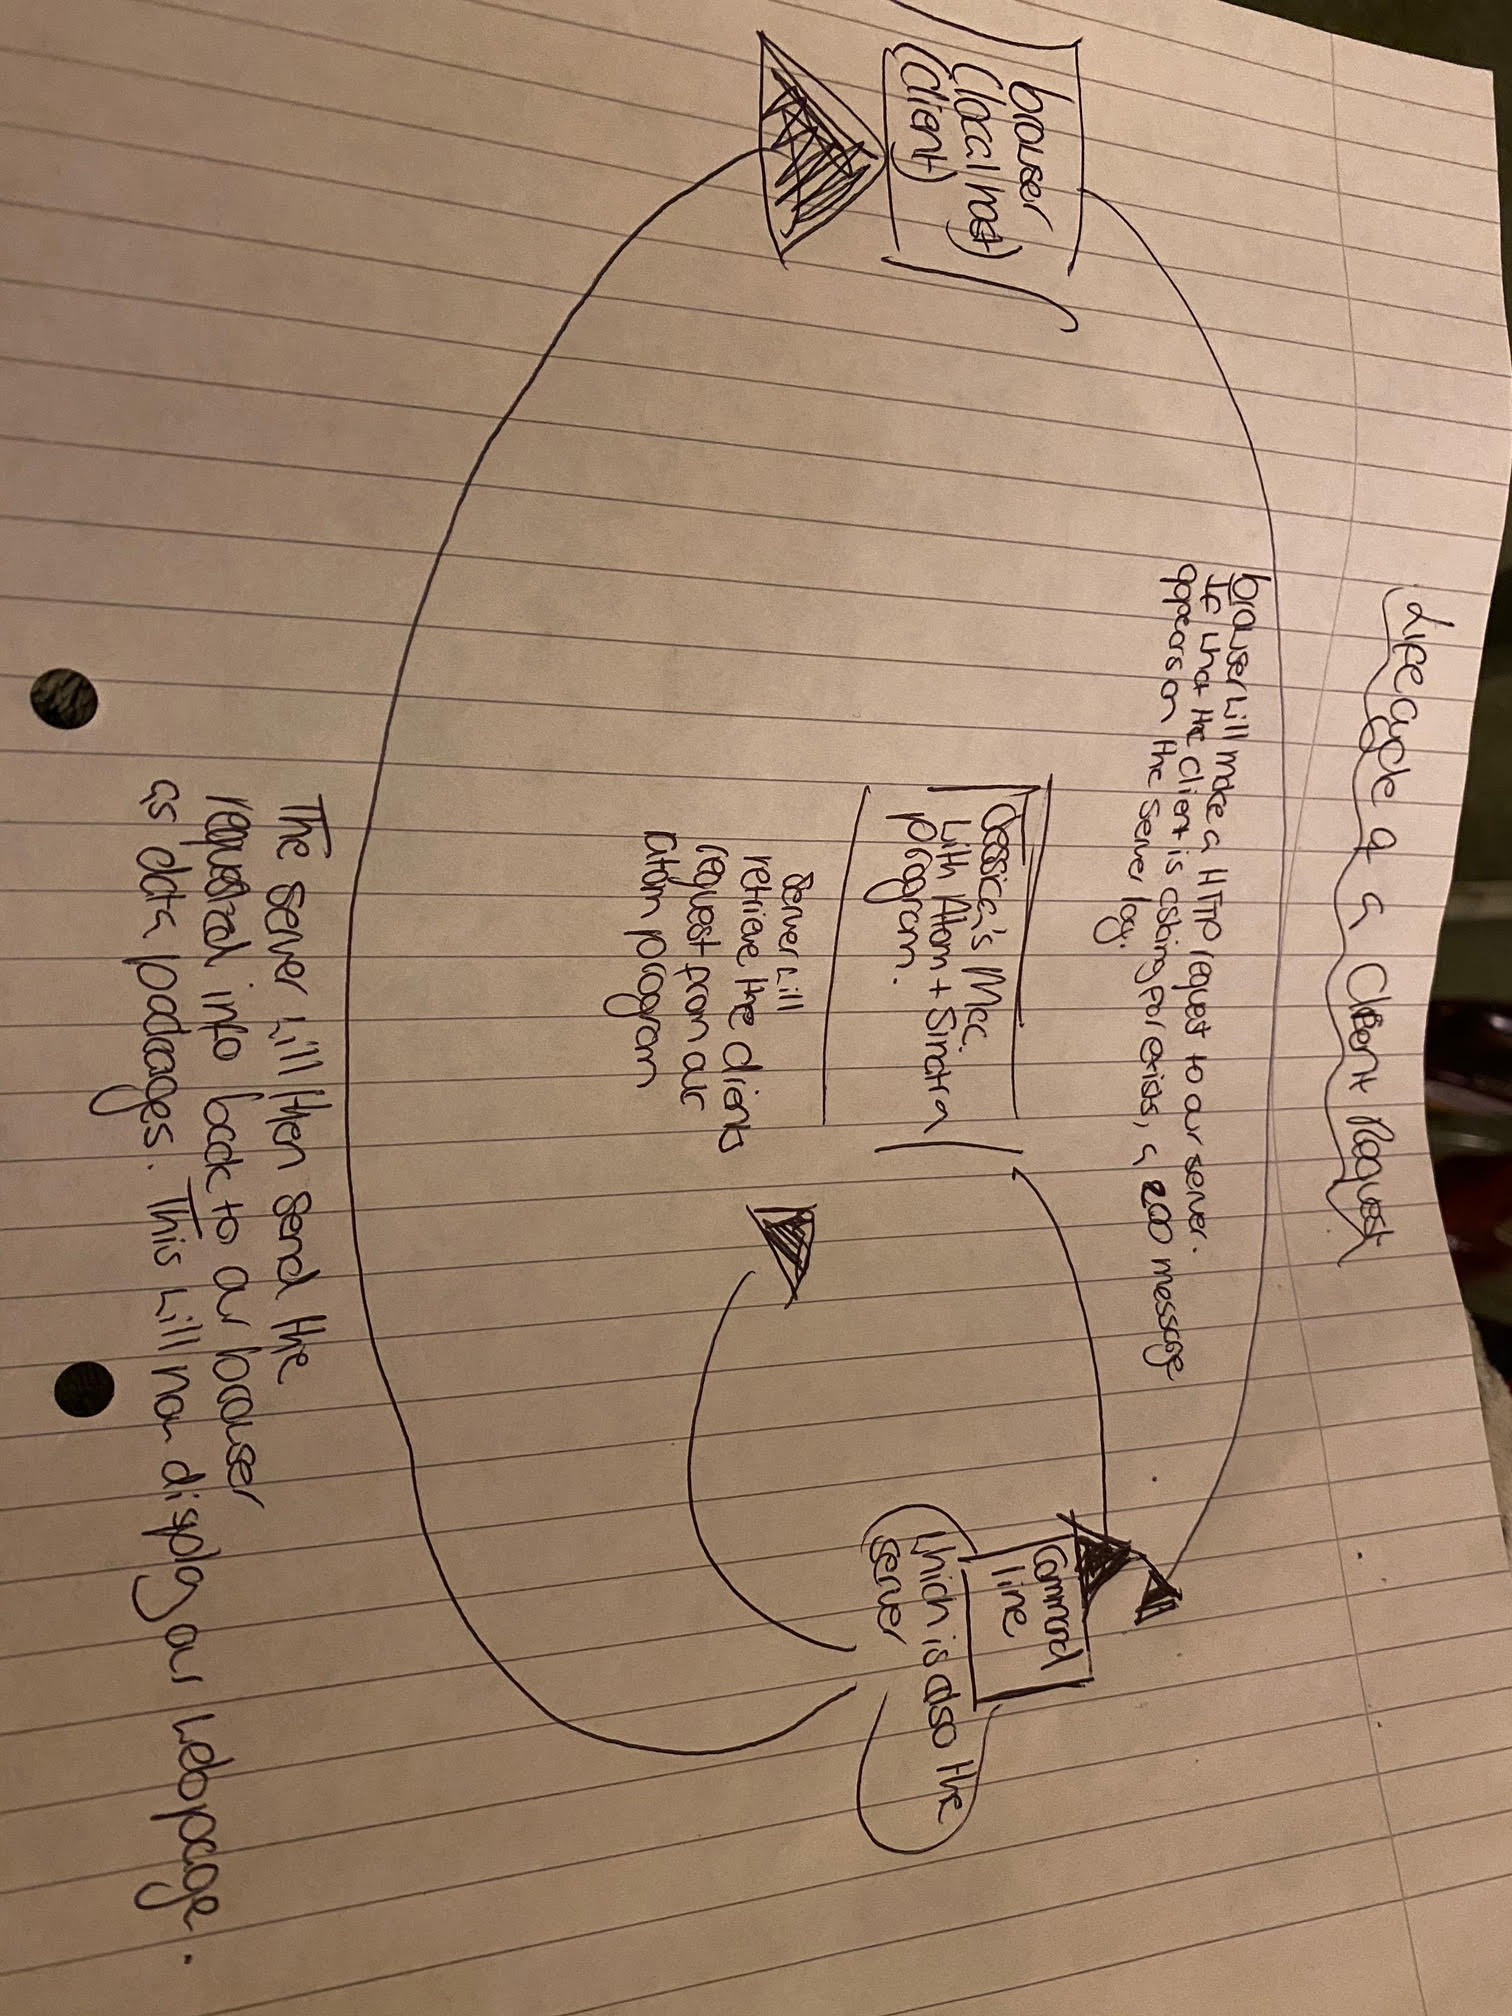 Lifecycle of a Client Request
browser will make a HTTP request to our server.
If what the client is asking for exists, a 200 message
appears on the server log.
browser
(local host)
(Client)
Jessica's Mac.
with Atom + Sinatra
program.
server will
retrieve the clients
request from our
atom program
Command
line
which is also the
server
The server will then send the
requested info back to our browser
as data packages. This will now display our webpage.